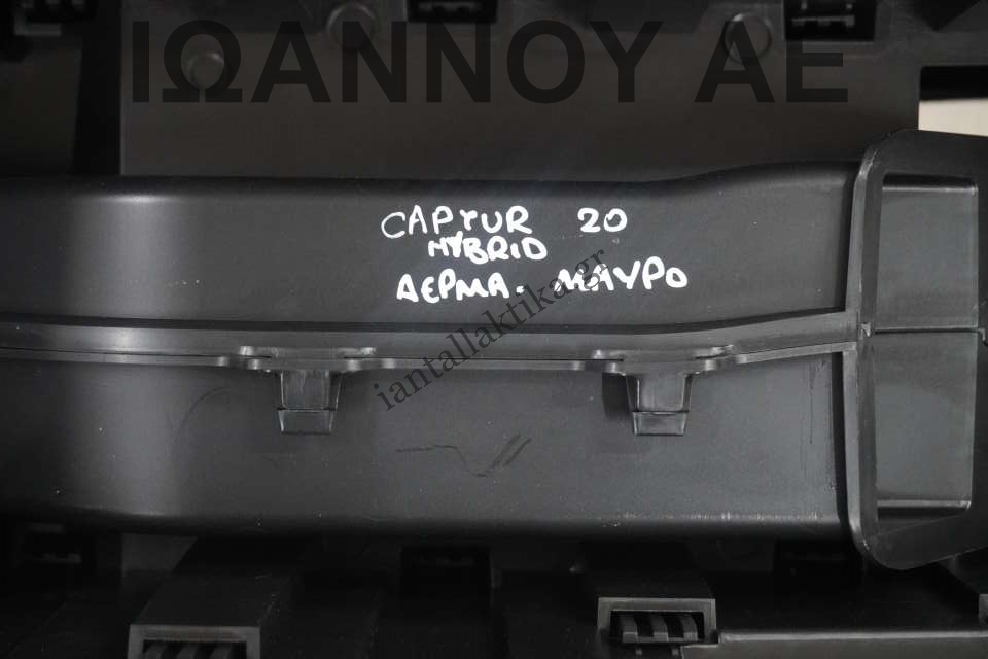 ΙΩΑΝΝΟΥ ΑΕ
CAPTUR 20
HYBRID
ΔΕΡΜΑ. ΜΑΥΡΟ
iantallaktika.gr